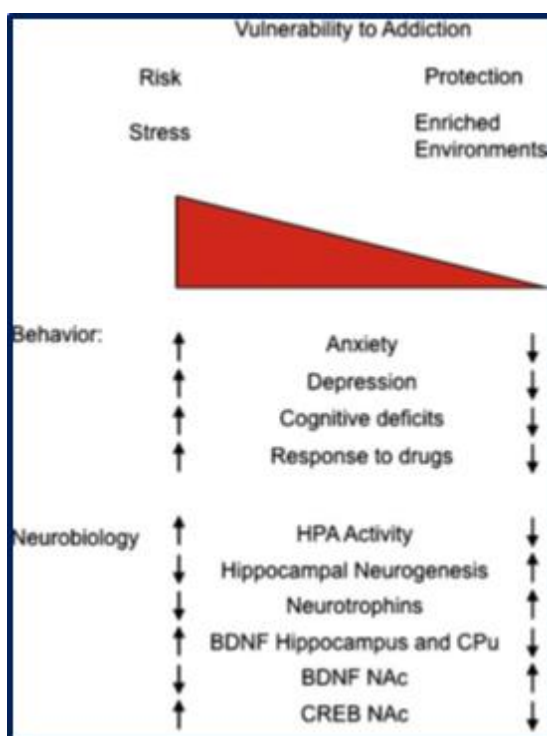 Vulnerability to Addiction
Risk Protection
Stress Enriched
Environments
Behavior:
↑ Anxiety ↓
↑ Depression ↓
↑ Cognitive deficits ↓
↑ Response to drugs ↓
Neurobiology ↑ HPA Activity ↓
↓ Hippocampal Neurogenesis ↑
↓ Neurotrophins ↑
↑ BDNF Hippocampus and CPu ↓
↓ BDNF NAc ↑
↑ CREB NAc ↓